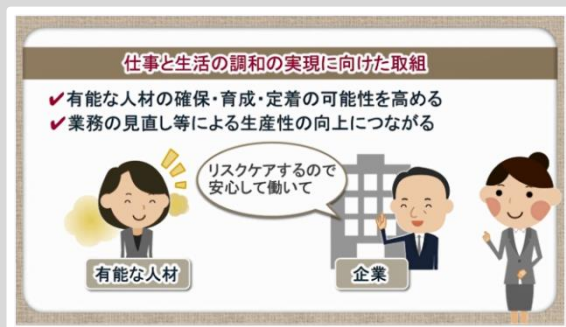 仕事と生活の調和の実現に向けた取組
✔有能な人材の確保・育成・定着の可能性を高める
✔業務の見直し等による生産性の向上につながる
リスクケアするので
安心して働いて
有能な人材
企業